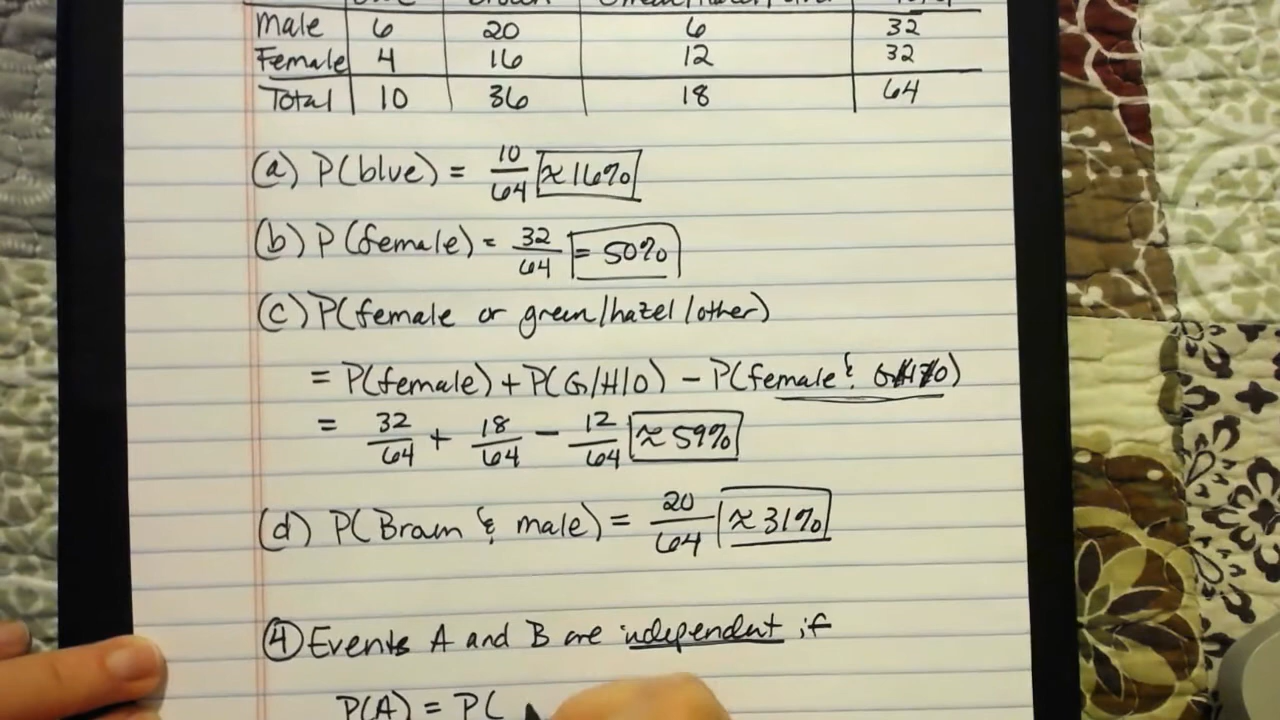 Male 6 20 6 32
Female 4 16 12 32
Total 10 36 18 64
(a) P(blue) = 10/64 ≈16%
(b) P(female) = 32/64 = 50%
(c) P(female or green/hazel/other)
= P(female) + P(G/H/O) − P(female & G/H/O)
= 32/64 + 18/64 − 12/64 ≈59%
(d) P(Brown & male) = 20/64 ≈31%
④ Events A and B are independent if
P(A) = P(